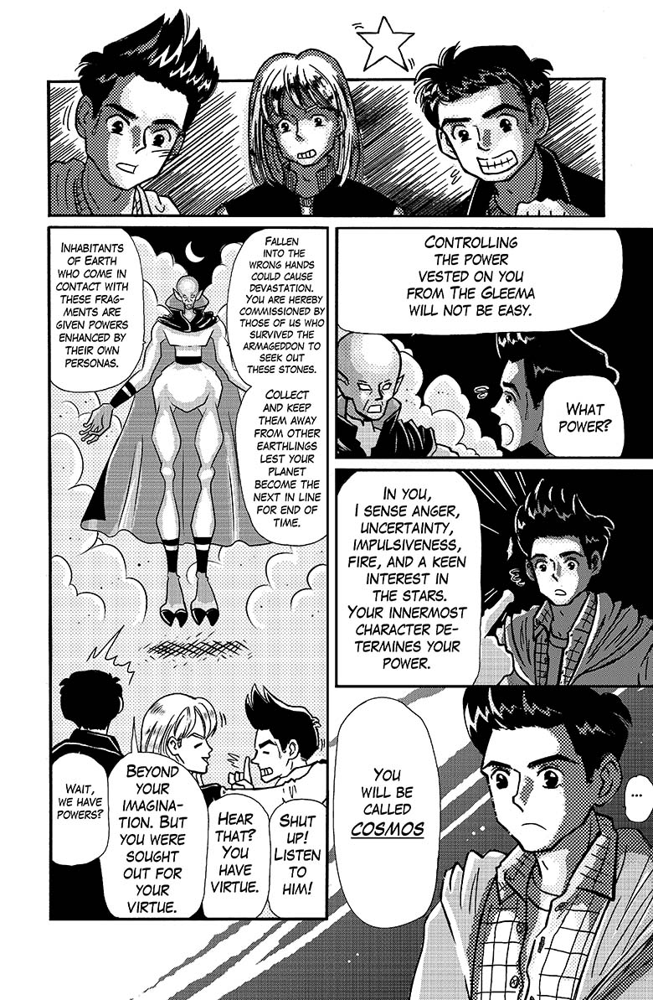 INHABITANTS
OF EARTH
WHO COME IN
CONTACT WITH
THESE FRAG-
MENTS ARE
GIVEN POWERS
ENHANCED BY
THEIR OWN
PERSONAS.
FALLEN
INTO THE
WRONG HANDS
COULD CAUSE
DEVASTATION.
YOU ARE HEREBY
COMMISSIONED BY
THOSE OF US WHO
SURVIVED THE
ARMAGEDDON TO
SEEK OUT
THESE STONES.
COLLECT
AND KEEP
THEM AWAY
FROM OTHER
EARTHLINGS
LEST YOUR
PLANET
BECOME THE
NEXT IN LINE
FOR END OF
TIME.
WAIT,
WE HAVE
POWERS?
BEYOND
YOUR
IMAGINA-
TION. BUT
YOU WERE
SOUGHT
OUT FOR
YOUR
VIRTUE.
HEAR
THAT?
YOU
HAVE
VIRTUE.
SHUT
UP!
LISTEN
TO
HIM!
CONTROLLING
THE POWER
VESTED ON YOU
FROM THE GLEEMA
WILL NOT BE EASY.
WHAT
POWER?
IN YOU,
I SENSE ANGER,
UNCERTAINTY,
IMPULSIVENESS,
FIRE, AND A KEEN
INTEREST IN
THE STARS.
YOUR INNERMOST
CHARACTER DE-
TERMINES YOUR
POWER.
YOU
WILL BE
CALLED
COSMOS
...